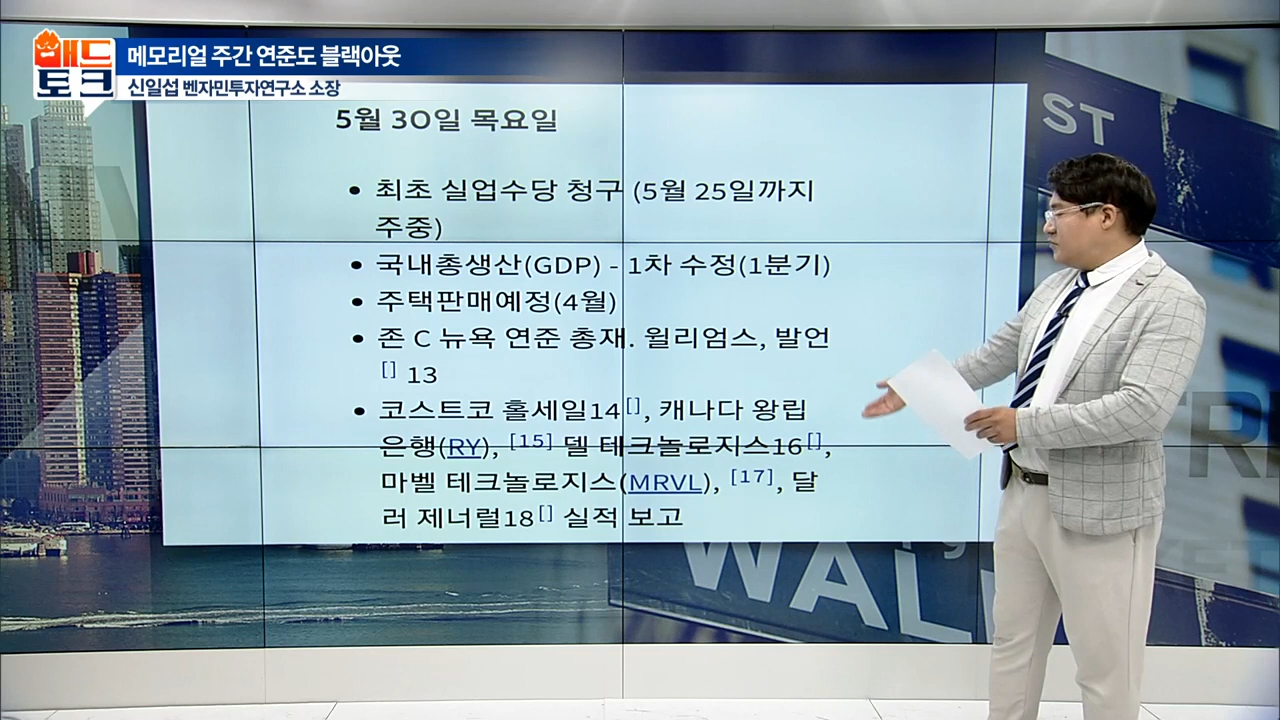 매드
토크
메모리얼 주간 연준도 블랙아웃
신일섭 벤자민투자연구소 소장
5월 30일 목요일
• 최초 실업수당 청구 (5월 25일까지
주중)
• 국내총생산(GDP) - 1차 수정(1분기)
• 주택판매예정(4월)
• 존 C 뉴욕 연준 총재. 윌리엄스, 발언
[] 13
• 코스트코 홀세일14[], 캐나다 왕립
은행(RY), [15] 델 테크놀로지스16[],
마벨 테크놀로지스(MRVL), [17], 달
러 제너럴18[] 실적 보고
ST
WALL